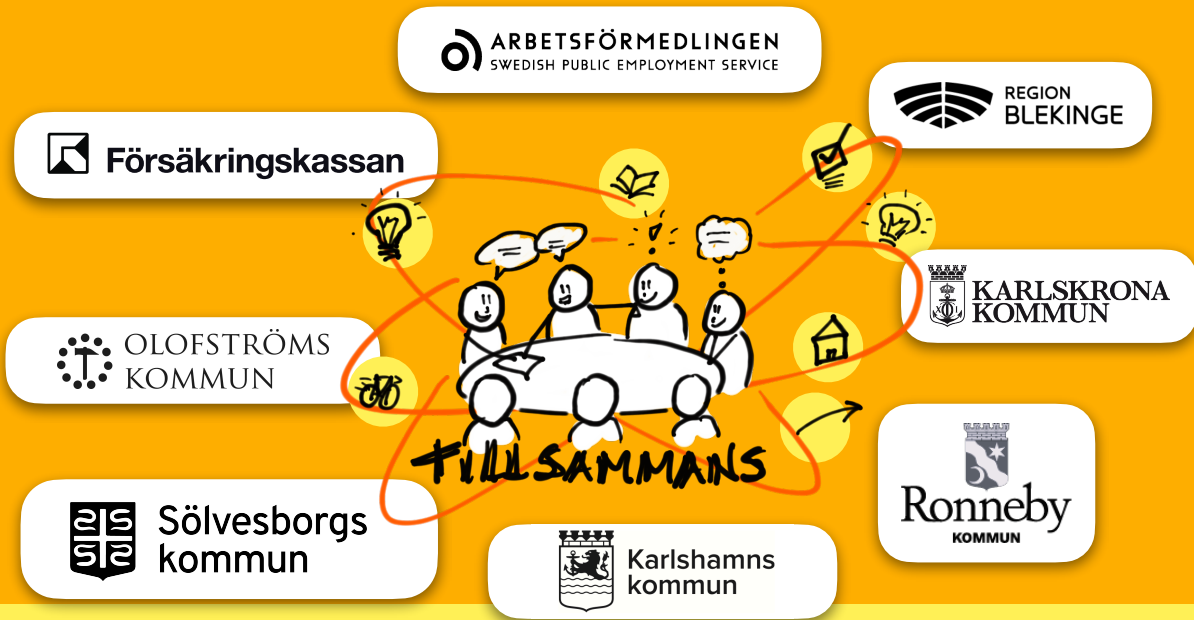 ARBETSFÖRMEDLINGEN
SWEDISH PUBLIC EMPLOYMENT SERVICE
REGION
BLEKINGE
Försäkringskassan
KARLSKRONA
KOMMUN
OLOFSTRÖMS
KOMMUN
TILLSAMMANS
Ronneby
KOMMUN
Sölvesborgs
kommun
Karlshamns
kommun